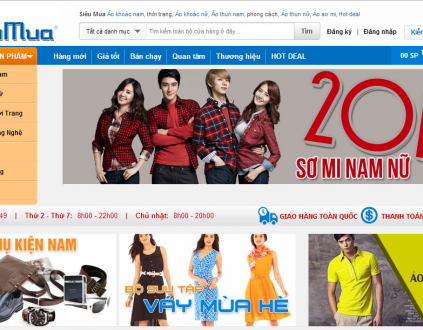 Siêu Mua Áo khoác nam, thời trang, Áo khoác nữ, Áo thun nam, phong cách, Áo thun nữ, Áo sơ mi, Hot deal
Mua®
Tất cả danh mục
Tìm kiếm toàn bộ cửa hàng ở đây...
Tìm
Đăng ký | Đăng nhập
Kiể
N PHẨM
Hàng mới
Giá tốt
Bán chạy
Quan tâm
Thương hiệu
HOT DEAL
00 SP
am
ữ
ời Trang
ng Nghệ
ng
20
SƠ MI NAM NỮ
49 | Thứ 2 - Thứ 7: 8h00 - 22h00 | Chủ nhật: 8h00 - 20h00
GIAO HÀNG TOÀN QUỐC
THANH TOÁN
Ụ KIỆN NAM
BỘ SƯU TẬP
VÁY MÙA HÈ
ÁO